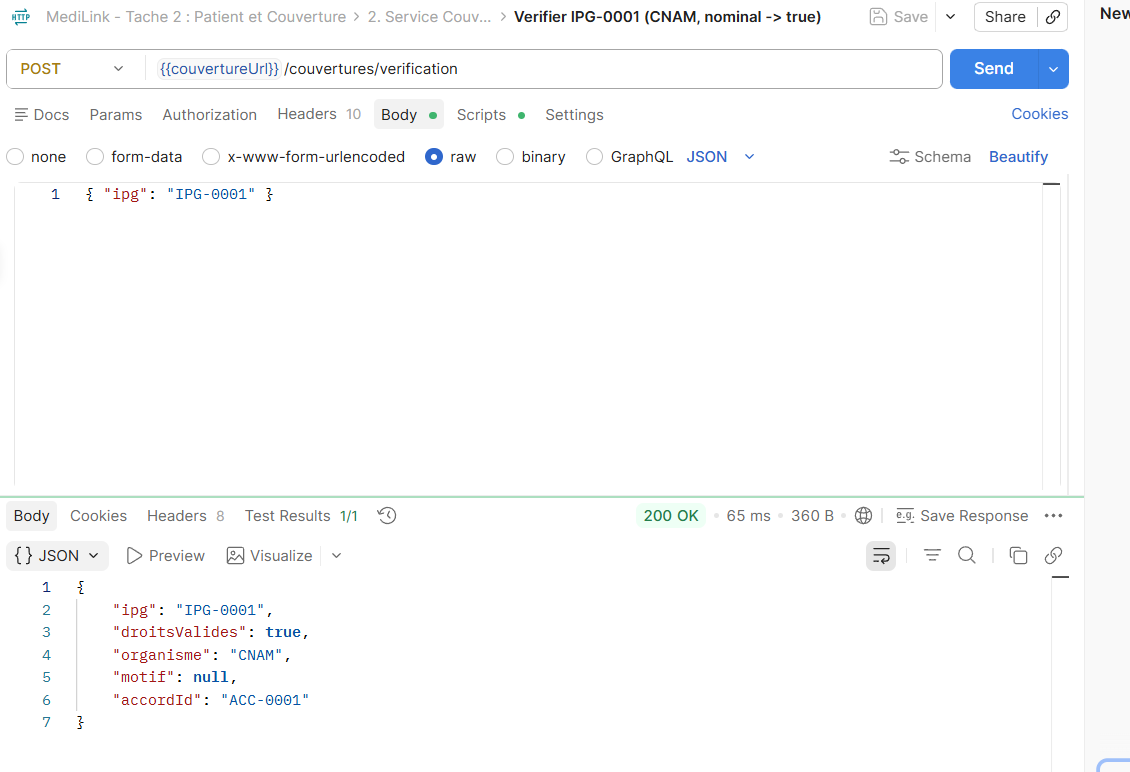 HTTP MediLink - Tache 2 : Patient et Couverture > 2. Service Couv... > Verifier IPG-0001 (CNAM, nominal -> true) Save Share
New
POST {{couvertureUrl}} /couvertures/verification Send
Docs Params Authorization Headers 10 Body Scripts Settings Cookies
none form-data x-www-form-urlencoded raw binary GraphQL JSON Schema Beautify
1 { "ipg": "IPG-0001" }
Body Cookies Headers 8 Test Results 1/1 200 OK • 65 ms • 360 B • e.g. Save Response •••
{} JSON Preview Visualize
1 {
2 "ipg": "IPG-0001",
3 "droitsValides": true,
4 "organisme": "CNAM",
5 "motif": null,
6 "accordId": "ACC-0001"
7 }